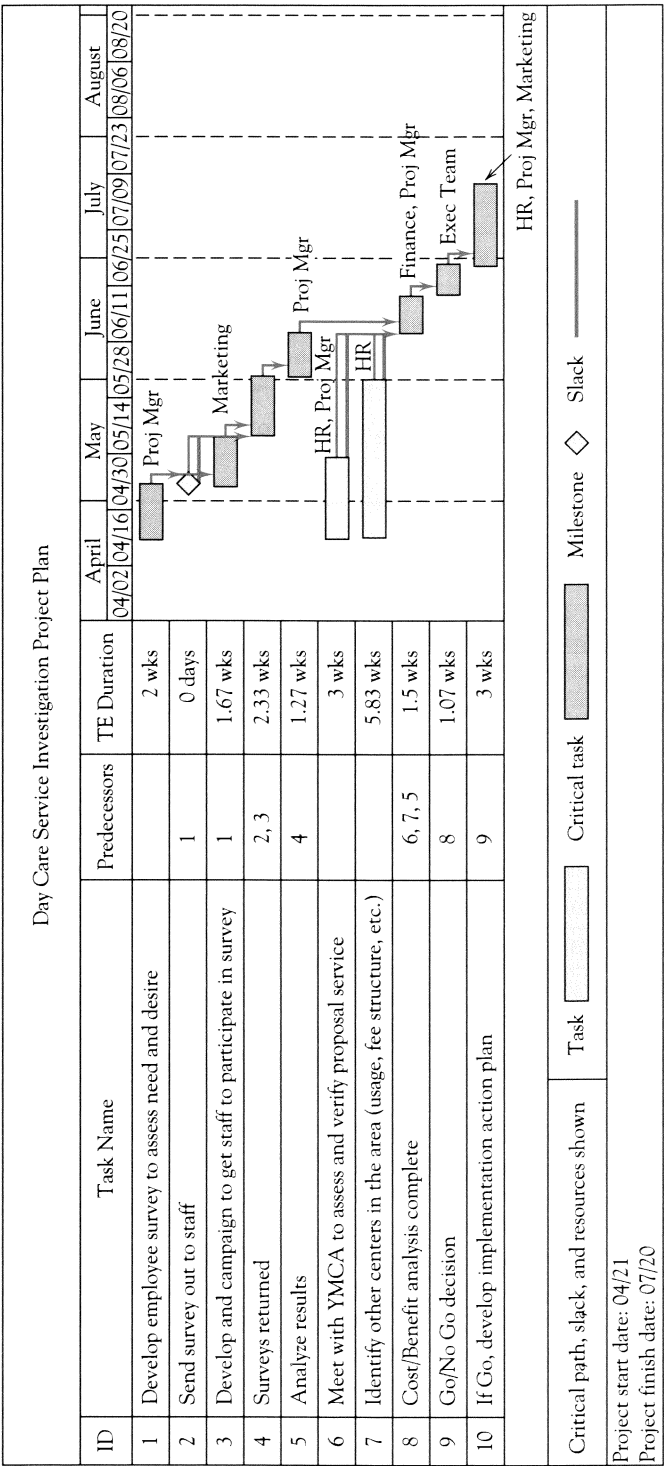 Day Care Service Investigation Project Plan
ID Task Name Predecessors TE Duration April May June July August
04/02 04/16 04/30 05/14 05/28 06/11 06/25 07/09 07/23 08/06 08/20
1 Develop employee survey to assess need and desire 2 wks Proj Mgr
2 Send survey out to staff 1 0 days
3 Develop and campaign to get staff to participate in survey 1 1.67 wks Marketing
4 Surveys returned 2, 3 2.33 wks
5 Analyze results 4 1.27 wks Proj Mgr
6 Meet with YMCA to assess and verify proposal service 3 wks HR, Proj Mgr
7 Identify other centers in the area (usage, fee structure, etc.) 5.83 wks HR
8 Cost/Benefit analysis complete 6, 7, 5 1.5 wks Finance, Proj Mgr
9 Go/No Go decision 8 1.07 wks Exec Team
10 If Go, develop implementation action plan 9 3 wks
HR, Proj Mgr, Marketing
Critical path, slack, and resources shown Task Critical task Milestone Slack
Project start date: 04/21
Project finish date: 07/20